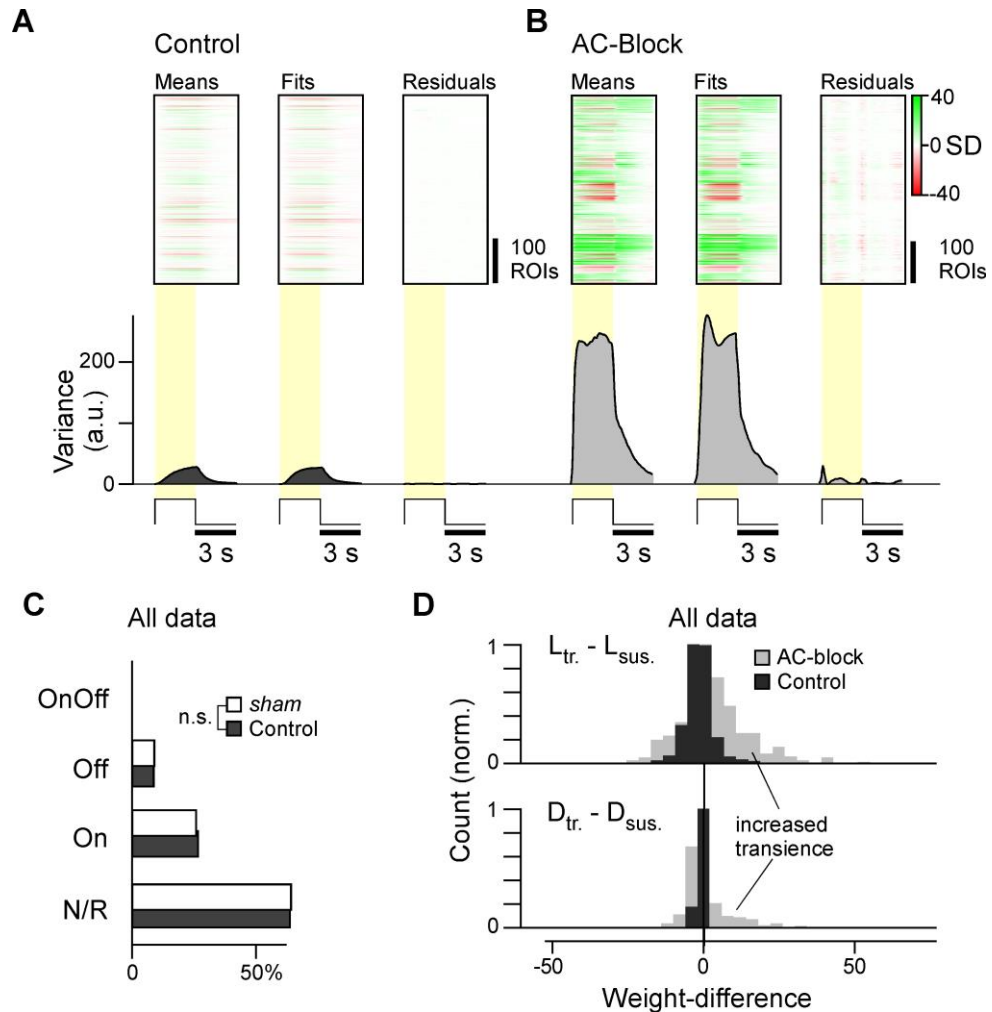 A
Control
Means
Fits
Residuals
100
ROIs
B
AC-Block
Means
Fits
Residuals
40
0 SD
-40
100
ROIs
Variance
(a.u.)
200
0
3 s
3 s
3 s
3 s
3 s
3 s
C
All data
OnOff
Off
On
N/R
n.s.
sham
Control
0
50%
D
All data
Ltr. - Lsus.
AC-block
Control
1
1
Dtr. - Dsus.
1
0
Count (norm.)
increased
transience
-50
0
50
Weight-difference